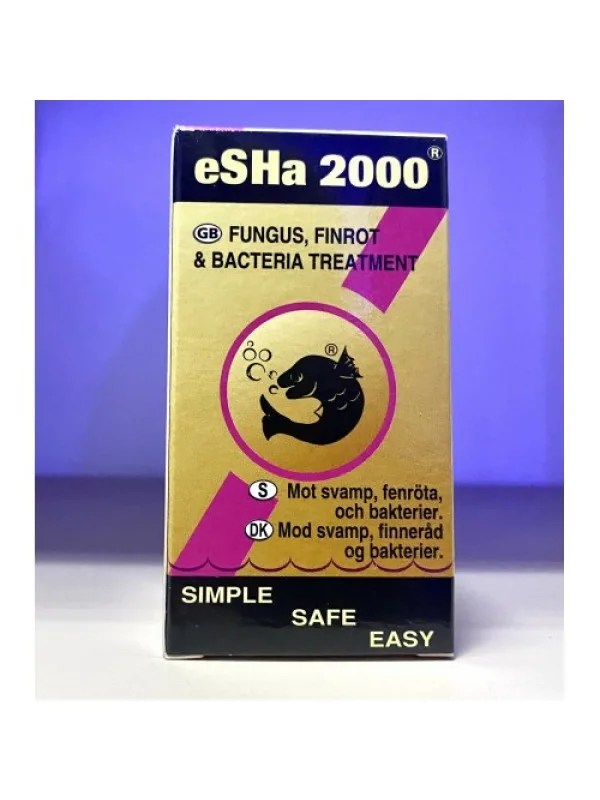 eSHa 2000®
GB FUNGUS, FINROT
& BACTERIA TREATMENT
®
S Mot svamp, fenröta,
och bakterier.
DK Mod svamp, finneråd
og bakterier.
SIMPLE
SAFE
EASY